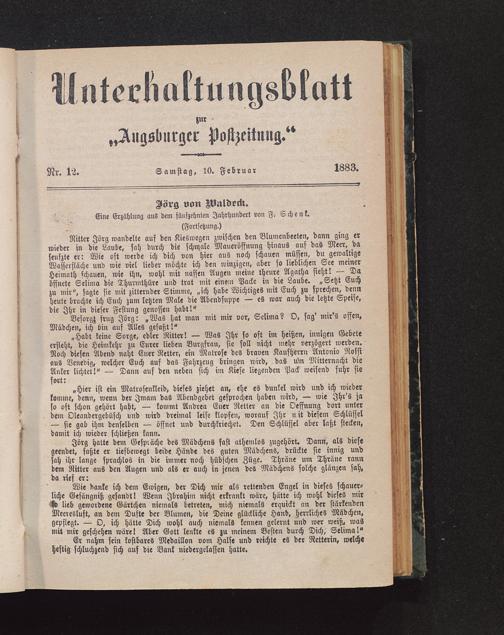 Unterhaltungsblatt
zur
„Augsburger Postzeitung.“
Nr. 12.
Samstag, 10. Februar
1883.
Jörg von Waldeck.
Eine Erzählung aus dem fünfzehnten Jahrhundert von F. Schenk.
(Fortsetzung.)
Ritter Jörg wandelte auf den Kieswegen zwischen den Blumenbeeten, dann ging er
wieder in die Laube, sah durch die schmale Maueröffnung hinaus auf das Meer, da
seufzte er: Wie oft werde ich dich von hier aus noch schauen müssen, du gewaltige
Wasserfläche und wie viel lieber möchte ich den winzigen, aber so lieblichen See meiner
Heimath schauen, wie ihn, wohl mit nassen Augen meine theure Agatha sieht! — Da
öffnete Selima die Thurmthüre und trat mit einem Packe in die Laube. „Setzt Euch
zu mir“, sagte sie mit zitternder Stimme, „ich habe Wichtiges mit Euch zu sprechen, denn
heute brachte ich Euch zum letzten Male die Abendsuppe — es war auch die letzte Speise,
die Ihr in dieser Festung genossen habt!“
Besorgt frug Jörg: „Was hat man mit mir vor, Selima? O, sag' mir's offen,
Mädchen, ich bin auf Alles gefaßt!“
„Habt keine Sorge, edler Ritter! — Was Ihr so oft im heißen, innigen Gebete
erfleht, die Heimkehr zu Eurer lieben Burgfrau, sie soll nicht mehr verzögert werden.
Noch diesen Abend naht Euer Retter, ein Matrose des braven Kaufherrn Antonio
aus Venedig, welcher Euch auf das Fahrzeug bringen wird, das um Mitternacht die
Anker lichtet!“ — Dann auf den neben sich im Kiese liegenden Pack weisend fuhr sie
fort:
„Hier ist ein Matrosenkleid, dieses ziehet an, ehe es dunkel wird und ich wieder
komme, denn, wenn der Imam das Abendgebet gesprochen haben wird, — wie Ihr's ja
so oft schon gehört habt, — kommt Andrea Euer Retter an die Oeffnung dort unter
dem Oleandergebüsch und wird dreimal leise klopfen, worauf Ihr mit diesem Schlüssel
— sie gab ihm denselben — öffnet und durchkriechet. Den Schlüssel aber laßt stecken,
damit ich wieder schließen kann.
Jörg hatte dem Gespräche des Mädchens fast athemlos zugehört. Dann, als diese
geendet, faßte er tiefbewegt beide Hände des guten Mädchens, drückte sie innig und
sah ihr lange sprachlos in die immer noch hübschen Züge. Thräne um Thräne rann
dem Ritter aus den Augen und als er auch in jenen des Mädchens solche glänzen sah,
da rief er:
Wie danke ich dem Ewigen, der Dich mir als rettenden Engel in dieses schauer-
liche Gefängniß gesandt! Wenn Ibrahim nicht erkrankt wäre, hätte ich wohl dieses mir
so lieb gewordene Gärtchen niemals betreten, mich niemals erquickt an der stärkenden
Meeresluft, an dem Dufte der Blumen, die Deine glückliche Hand, herrliches Mädchen,
gepflegt. — O, ich hätte Dich wohl auch niemals kennen gelernt und wer weiß, was
mit mir geschehen wäre! Aber Gott lenkte es zu meinem Besten durch Dich, Selima!“
Er nahm sein kostbares Medaillon vom Halse und reichte es der Retterin, welche
heftig schluchzend sich auf die Bank niedergelassen hatte.